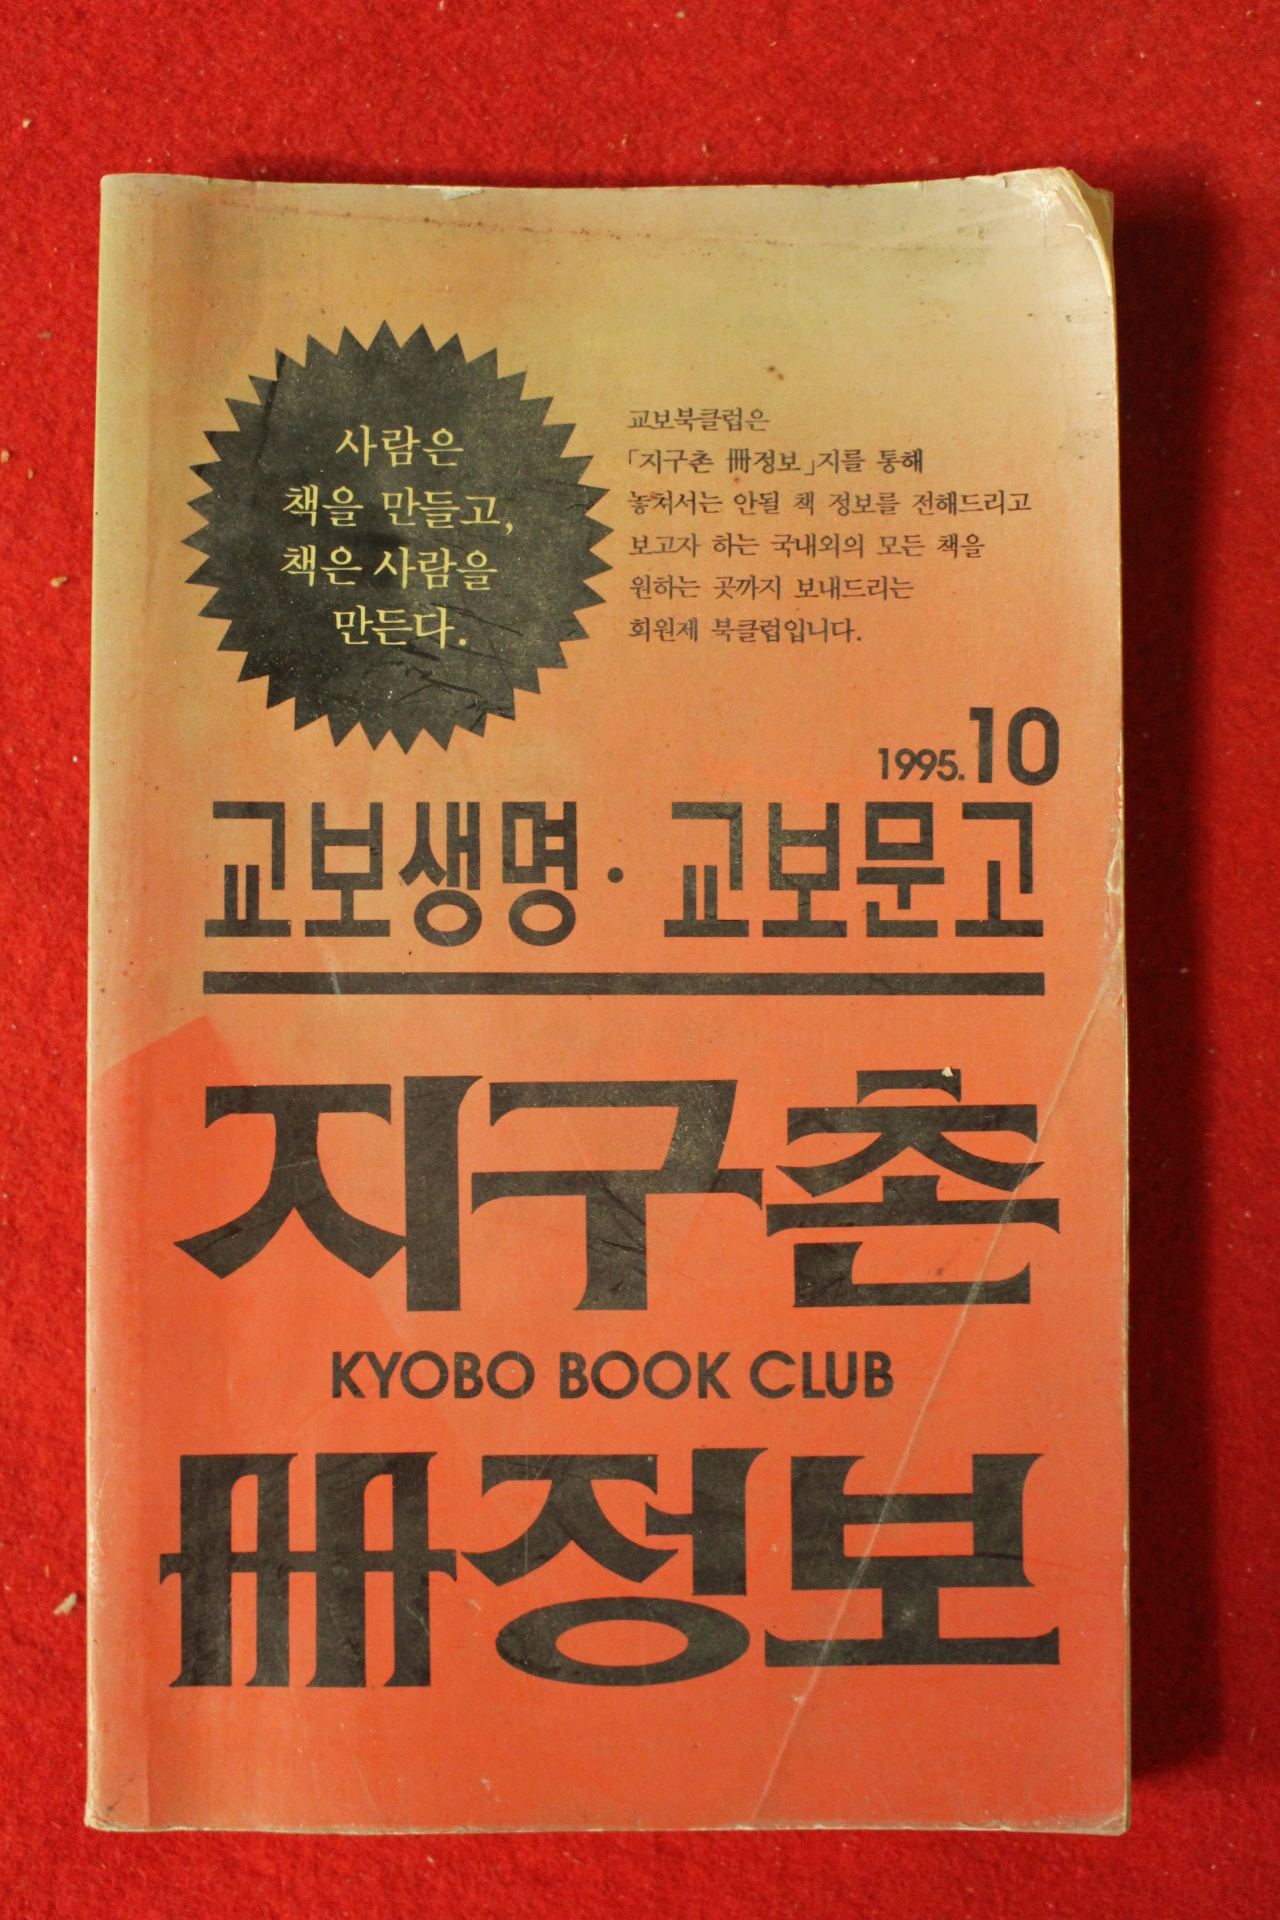 사람은
책을 만들고,
책은 사람을
만든다.
교보북클럽은
「지구촌 冊정보」지를 통해
놓쳐서는 안될 책 정보를 전해드리고
보고자 하는 국내외의 모든 책을
원하는 곳까지 보내드리는
회원제 북클럽입니다.
1995.10
교보생명·교보문고
지구촌
KYOBO BOOK CLUB
冊정보